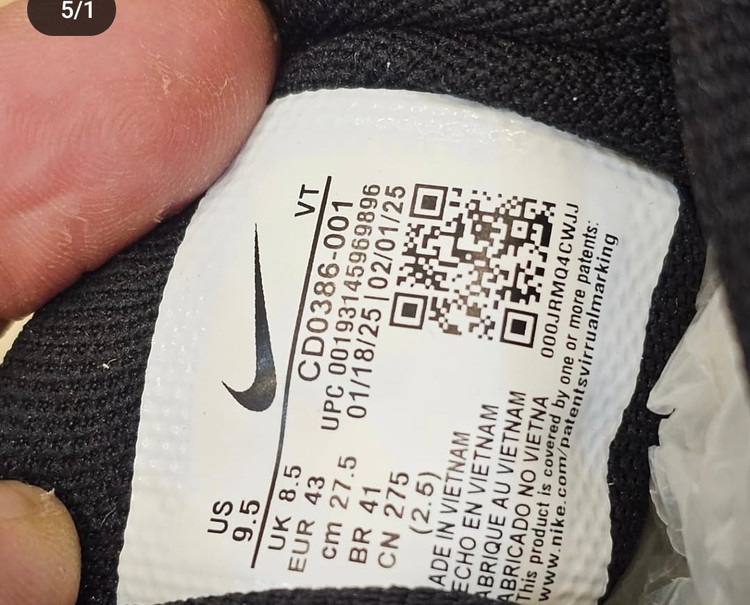 5/1
VT
US
9.5
UK 8.5
EUR 43
cm 27.5
BR 41
CN 275
(2.5)
CD0386-001
UPC 00193145969896
01/18/25 | 02/01/25
000JRMQ4CWJJ
ADE IN VIETNAM
ECHO EN VIETNAM
ABRIQUE AU VIETNAM
ABRICADO NO VIETNA
This product is covered by one or more patents:
www.nike.com/patentsvirrualmarking